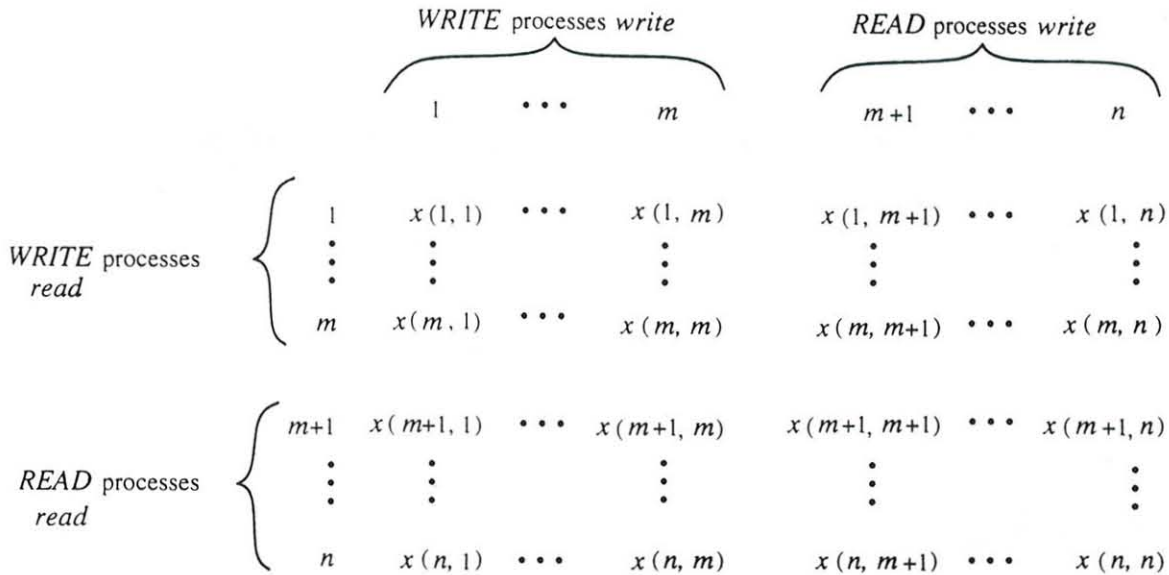 WRITE processes write READ processes write
1 ••• m m+1 ••• n
1 x(1, 1) ••• x(1, m) x(1, m+1) ••• x(1, n)
WRITE processes
read
m x(m, 1) ••• x(m, m) x(m, m+1) ••• x(m, n)
m+1 x(m+1, 1) ••• x(m+1, m) x(m+1, m+1) ••• x(m+1, n)
READ processes
read
n x(n, 1) ••• x(n, m) x(n, m+1) ••• x(n, n)